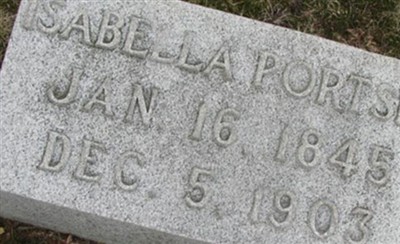 ISABELLA PORTS
JAN 16. 1845
DEC. 5. 1903